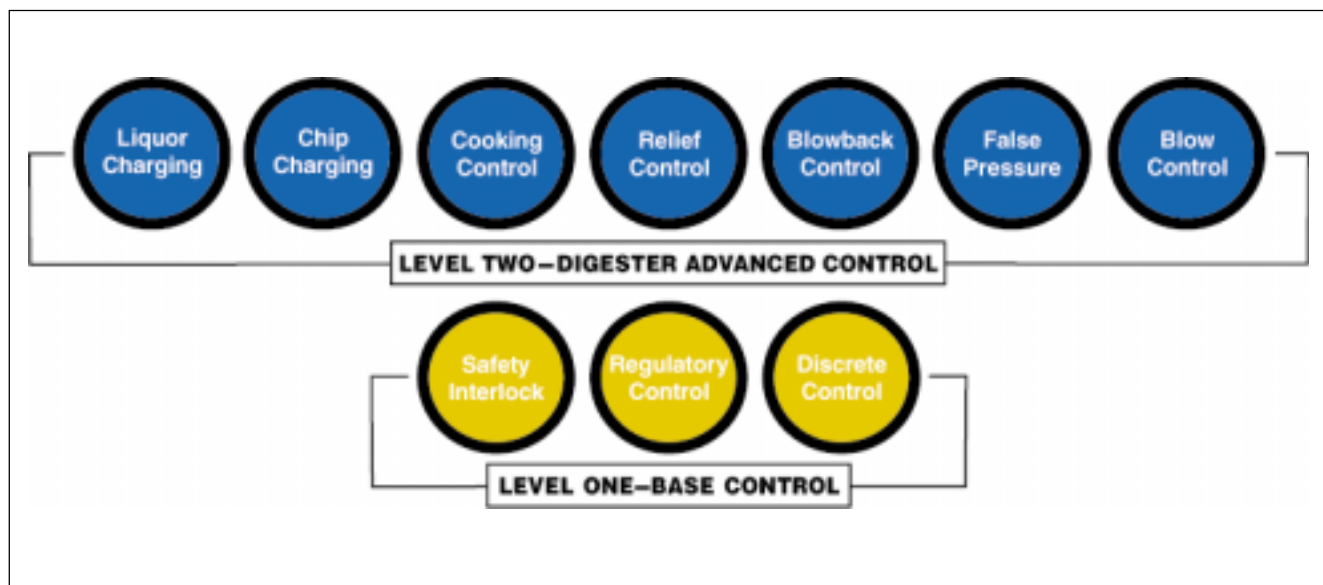 Liquor
Charging
Chip
Charging
Cooking
Control
Relief
Control
Blowback
Control
False
Pressure
Blow
Control
LEVEL TWO–DIGESTER ADVANCED CONTROL
Safety
Interlock
Regulatory
Control
Discrete
Control
LEVEL ONE–BASE CONTROL